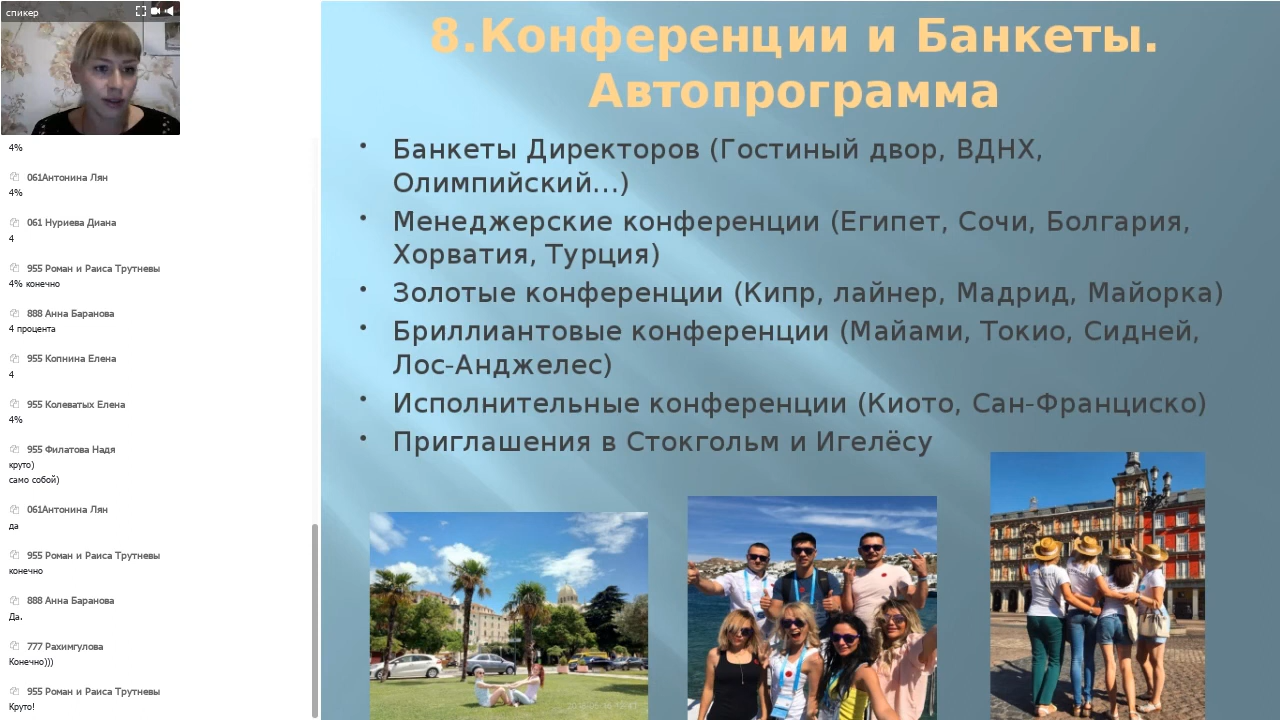 спикер
4%
061Антонина Лян
4%
061 Нуриева Диана
4
955 Роман и Раиса Трутневы
4% конечно
888 Анна Баранова
4 процента
955 Копнина Елена
4
955 Колеватых Елена
4%
955 Филатова Надя
круто)
само собой)
061Антонина Лян
да
955 Роман и Раиса Трутневы
конечно
888 Анна Баранова
Да.
777 Рахимгулова
Конечно)))
955 Роман и Раиса Трутневы
Круто!
8.Конференции и Банкеты.
Автопрограмма
• Банкеты Директоров (Гостиный двор, ВДНХ,
Олимпийский...)
• Менеджерские конференции (Египет, Сочи, Болгария,
Хорватия, Турция)
• Золотые конференции (Кипр, лайнер, Мадрид, Майорка)
• Бриллиантовые конференции (Майами, Токио, Сидней,
Лос-Анджелес)
• Исполнительные конференции (Киото, Сан-Франциско)
• Приглашения в Стокгольм и Игелёсу